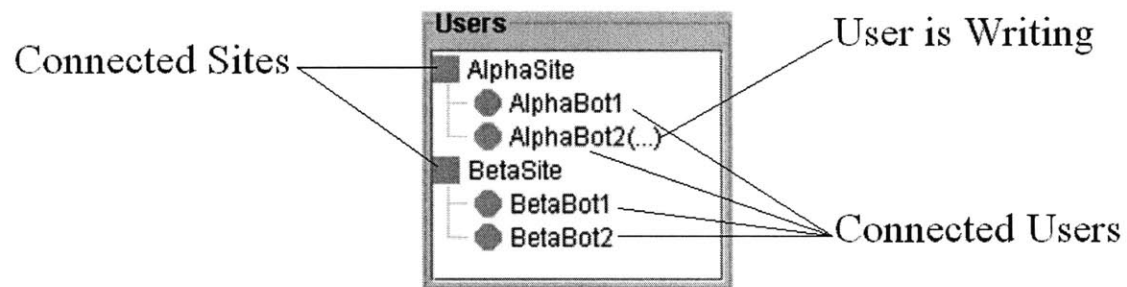 Users
User is Writing
Connected Sites
AlphaSite
AlphaBot1
AlphaBot2(...)
BetaSite
BetaBot1
BetaBot2
Connected Users